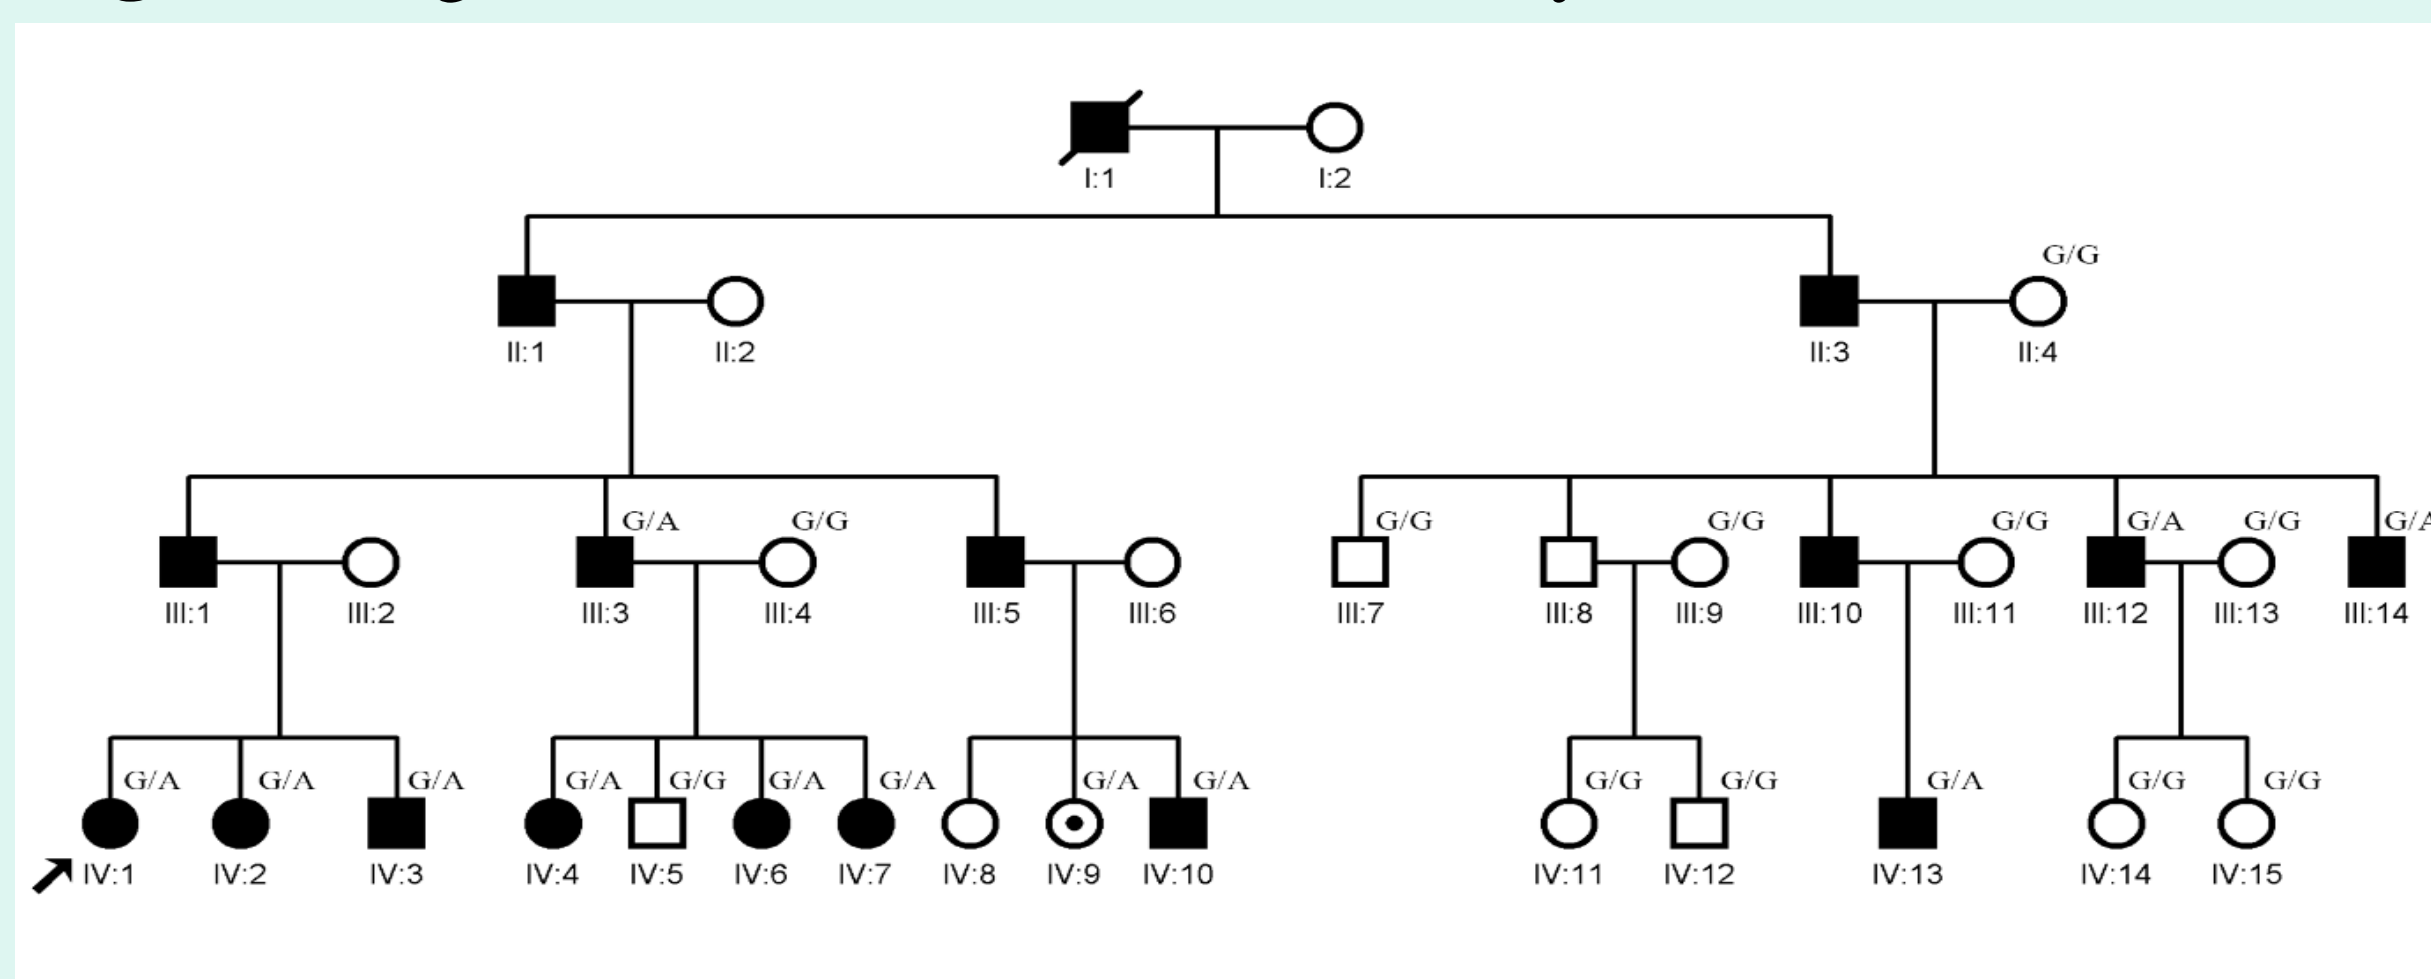 I:1 I:2
G/G
II:1 II:2 II:3 II:4
G/A G/G G/G G/G G/G G/A G/G G/A
III:1 III:2 III:3 III:4 III:5 III:6 III:7 III:8 III:9 III:10 III:11 III:12 III:13 III:14
G/A G/A G/A G/A G/G G/A G/A G/A G/A G/G G/G G/A G/G G/G
IV:1 IV:2 IV:3 IV:4 IV:5 IV:6 IV:7 IV:8 IV:9 IV:10 IV:11 IV:12 IV:13 IV:14 IV:15